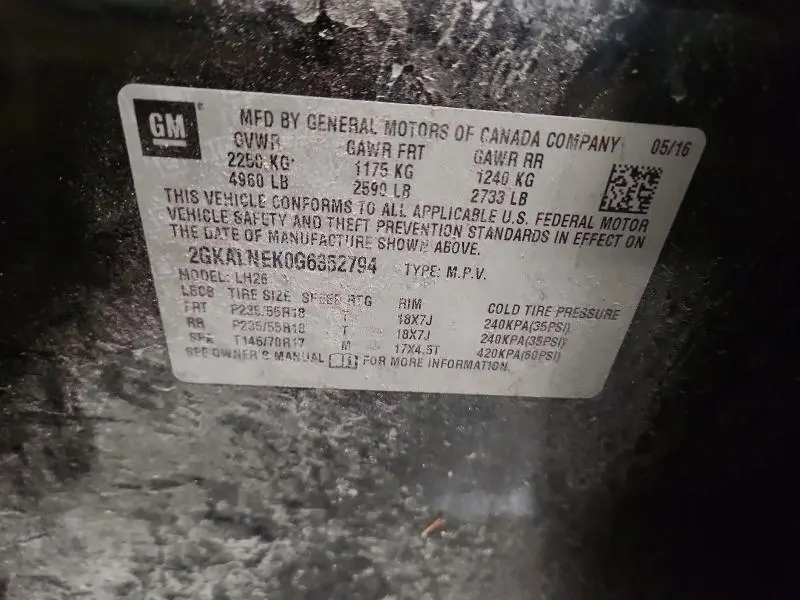 GM
MFD BY GENERAL MOTORS OF CANADA COMPANY 05/16
GVWR GAWR FRT GAWR RR
2250 KG 1175 KG 1240 KG
4960 LB 2590 LB 2733 LB
THIS VEHICLE CONFORMS TO ALL APPLICABLE U.S. FEDERAL MOTOR
VEHICLE SAFETY AND THEFT PREVENTION STANDARDS IN EFFECT ON
THE DATE OF MANUFACTURE SHOWN ABOVE.
2GKALNEK0G6352794 TYPE: M.P.V.
MODEL: LH26
TIRE SIZE SPEED RTG RIM COLD TIRE PRESSURE
FRT P235/55R18 T 18X7J 240KPA(35PSI)
RR P235/55R18 T 18X7J 240KPA(35PSI)
SPA T145/70R17 M 17X4.5T 420KPA(60PSI)
SEE OWNER'S MANUAL FOR MORE INFORMATION.